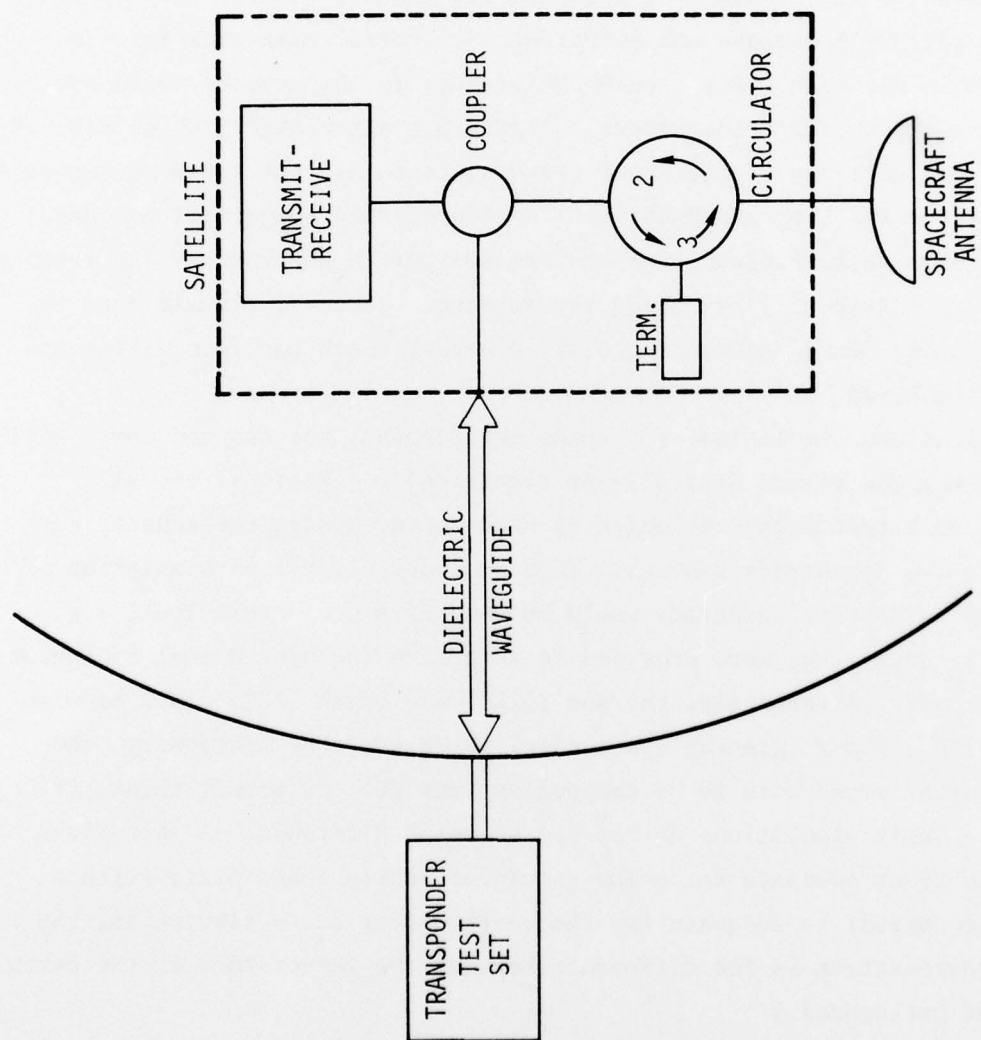 TRANSPONDER
TEST
SET
DIELECTRIC
WAVEGUIDE
SATELLITE
TRANSMIT-
RECEIVE
COUPLER
2
3
CIRCULATOR
TERM.
SPACECRAFT
ANTENNA